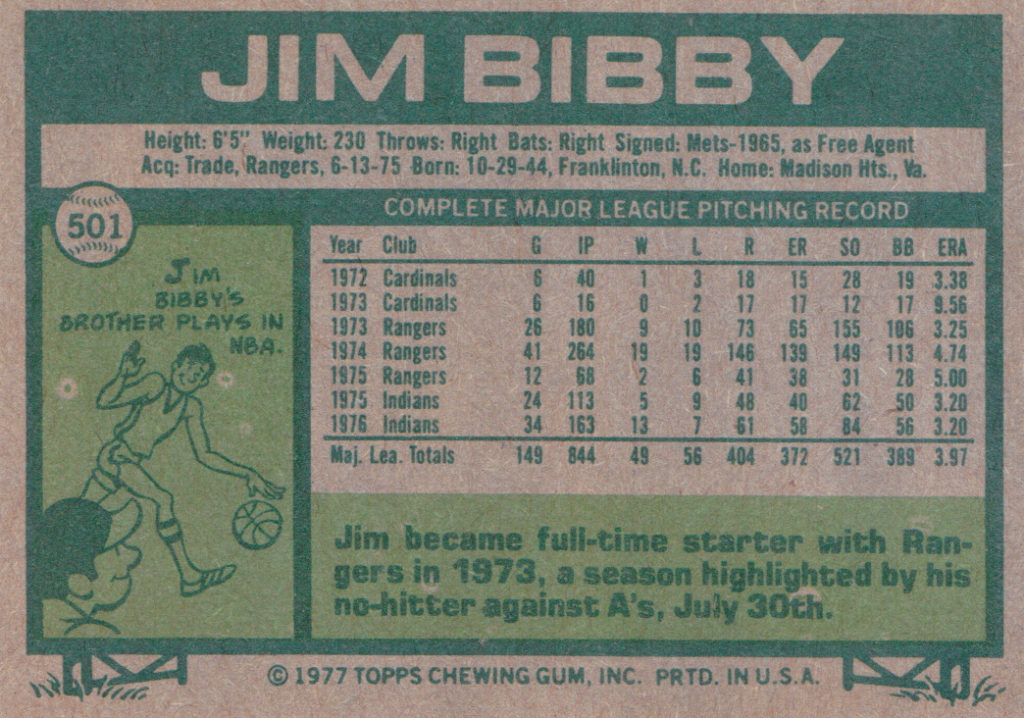 JIM BIBBY
Height: 6'5" Weight: 230 Throws: Right Bats: Right Signed: Mets-1965, as Free Agent
Acq: Trade, Rangers, 6-13-75 Born: 10-29-44, Franklinton, N.C. Home: Madison Hts., Va.
501
JIM
BIBBY'S
BROTHER PLAYS IN
NBA.
COMPLETE MAJOR LEAGUE PITCHING RECORD
Year Club G IP W L R ER SO BB ERA
1972 Cardinals 6 40 1 3 18 15 28 19 3.38
1973 Cardinals 6 16 0 2 17 17 12 17 9.56
1973 Rangers 26 180 9 10 73 65 155 106 3.25
1974 Rangers 41 264 19 19 146 139 149 113 4.74
1975 Rangers 12 68 2 6 41 38 31 28 5.00
1975 Indians 24 113 5 9 48 40 62 50 3.20
1976 Indians 34 163 13 7 61 58 84 56 3.20
Maj. Lea. Totals 149 844 49 56 404 372 521 389 3.97
Jim became full-time starter with Ran-
gers in 1973, a season highlighted by his
no-hitter against A's, July 30th.
© 1977 TOPPS CHEWING GUM, INC. PRTD. IN U.S.A.